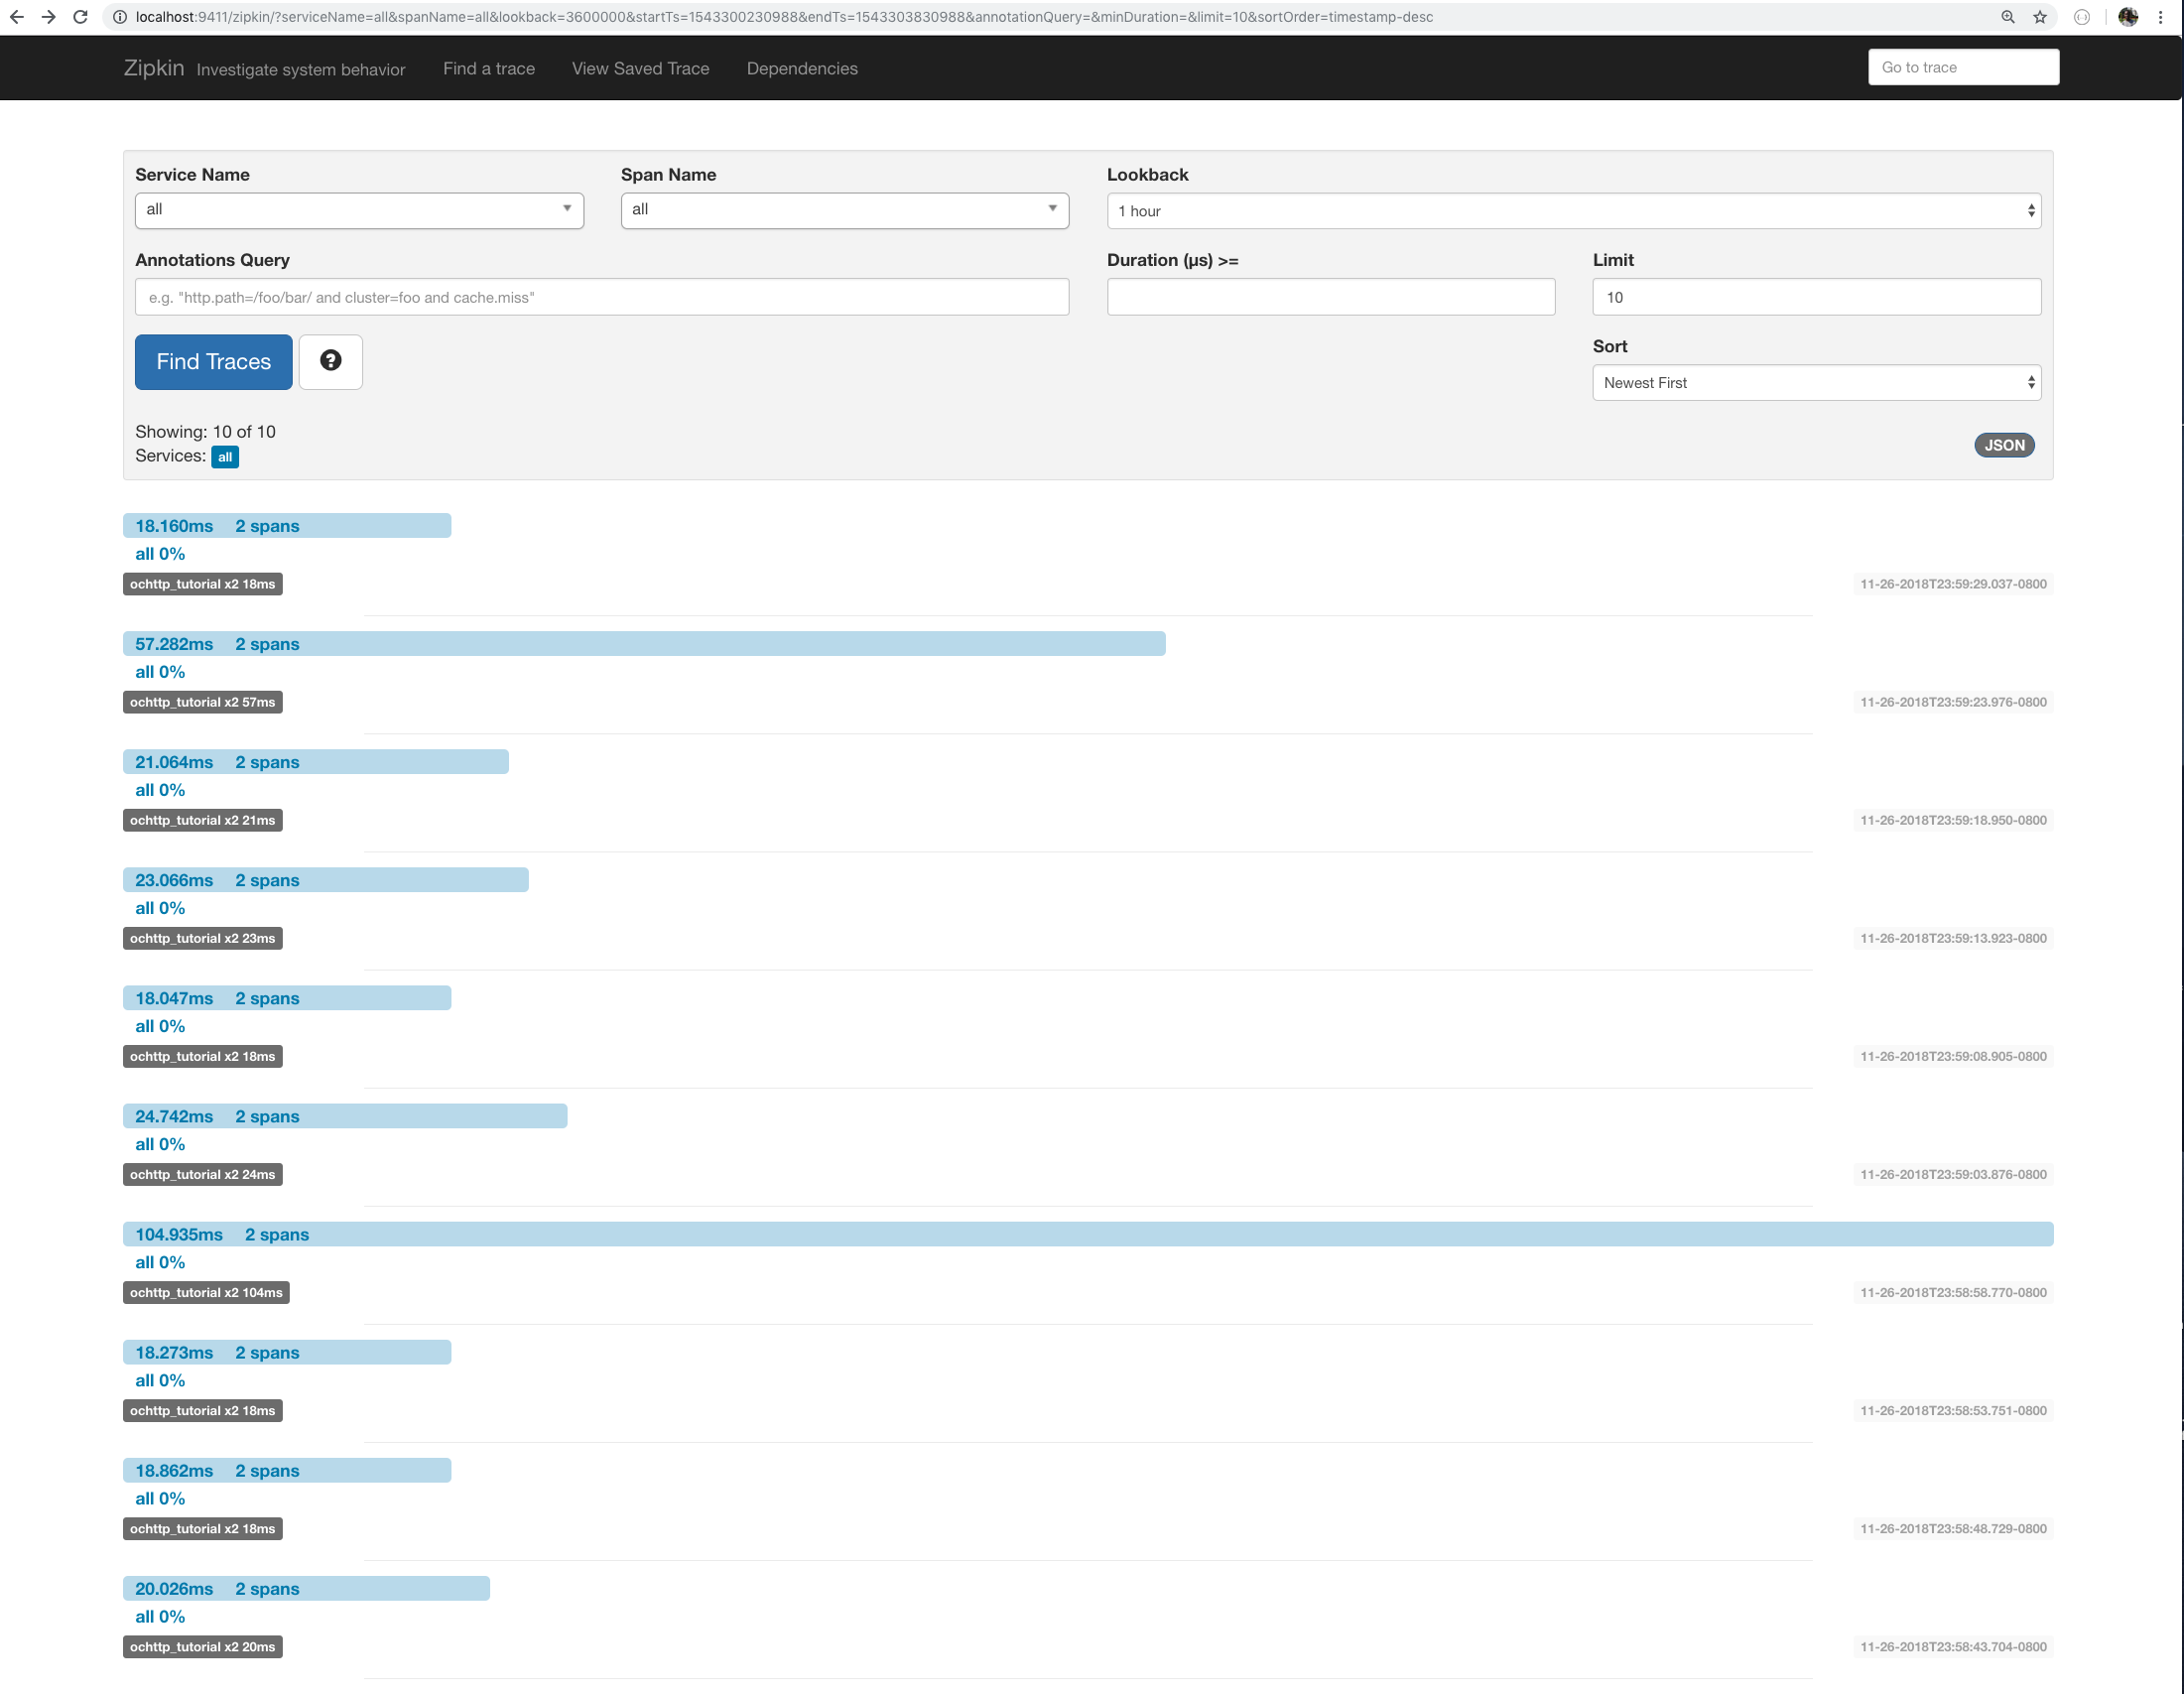 localhost:9411/zipkin/?serviceName=all&spanName=all&lookback=3600000&startTs=1543300230988&endTs=1543303830988&annotationQuery=&minDuration=&limit=10&sortOrder=timestamp-desc
Zipkin Investigate system behavior Find a trace View Saved Trace Dependencies Go to trace
Service Name Span Name Lookback
all all 1 hour
Annotations Query Duration (µs) >= Limit
e.g. "http.path=/foo/bar/ and cluster=foo and cache.miss" 10
Find Traces ? Sort
Newest First
Showing: 10 of 10
Services: all JSON
18.160ms 2 spans
all 0%
ochttp_tutorial x2 18ms 11-26-2018T23:59:29.037-0800
57.282ms 2 spans
all 0%
ochttp_tutorial x2 57ms 11-26-2018T23:59:23.976-0800
21.064ms 2 spans
all 0%
ochttp_tutorial x2 21ms 11-26-2018T23:59:18.950-0800
23.066ms 2 spans
all 0%
ochttp_tutorial x2 23ms 11-26-2018T23:59:13.923-0800
18.047ms 2 spans
all 0%
ochttp_tutorial x2 18ms 11-26-2018T23:59:08.905-0800
24.742ms 2 spans
all 0%
ochttp_tutorial x2 24ms 11-26-2018T23:59:03.876-0800
104.935ms 2 spans
all 0%
ochttp_tutorial x2 104ms 11-26-2018T23:58:58.770-0800
18.273ms 2 spans
all 0%
ochttp_tutorial x2 18ms 11-26-2018T23:58:53.751-0800
18.862ms 2 spans
all 0%
ochttp_tutorial x2 18ms 11-26-2018T23:58:48.729-0800
20.026ms 2 spans
all 0%
ochttp_tutorial x2 20ms 11-26-2018T23:58:43.704-0800